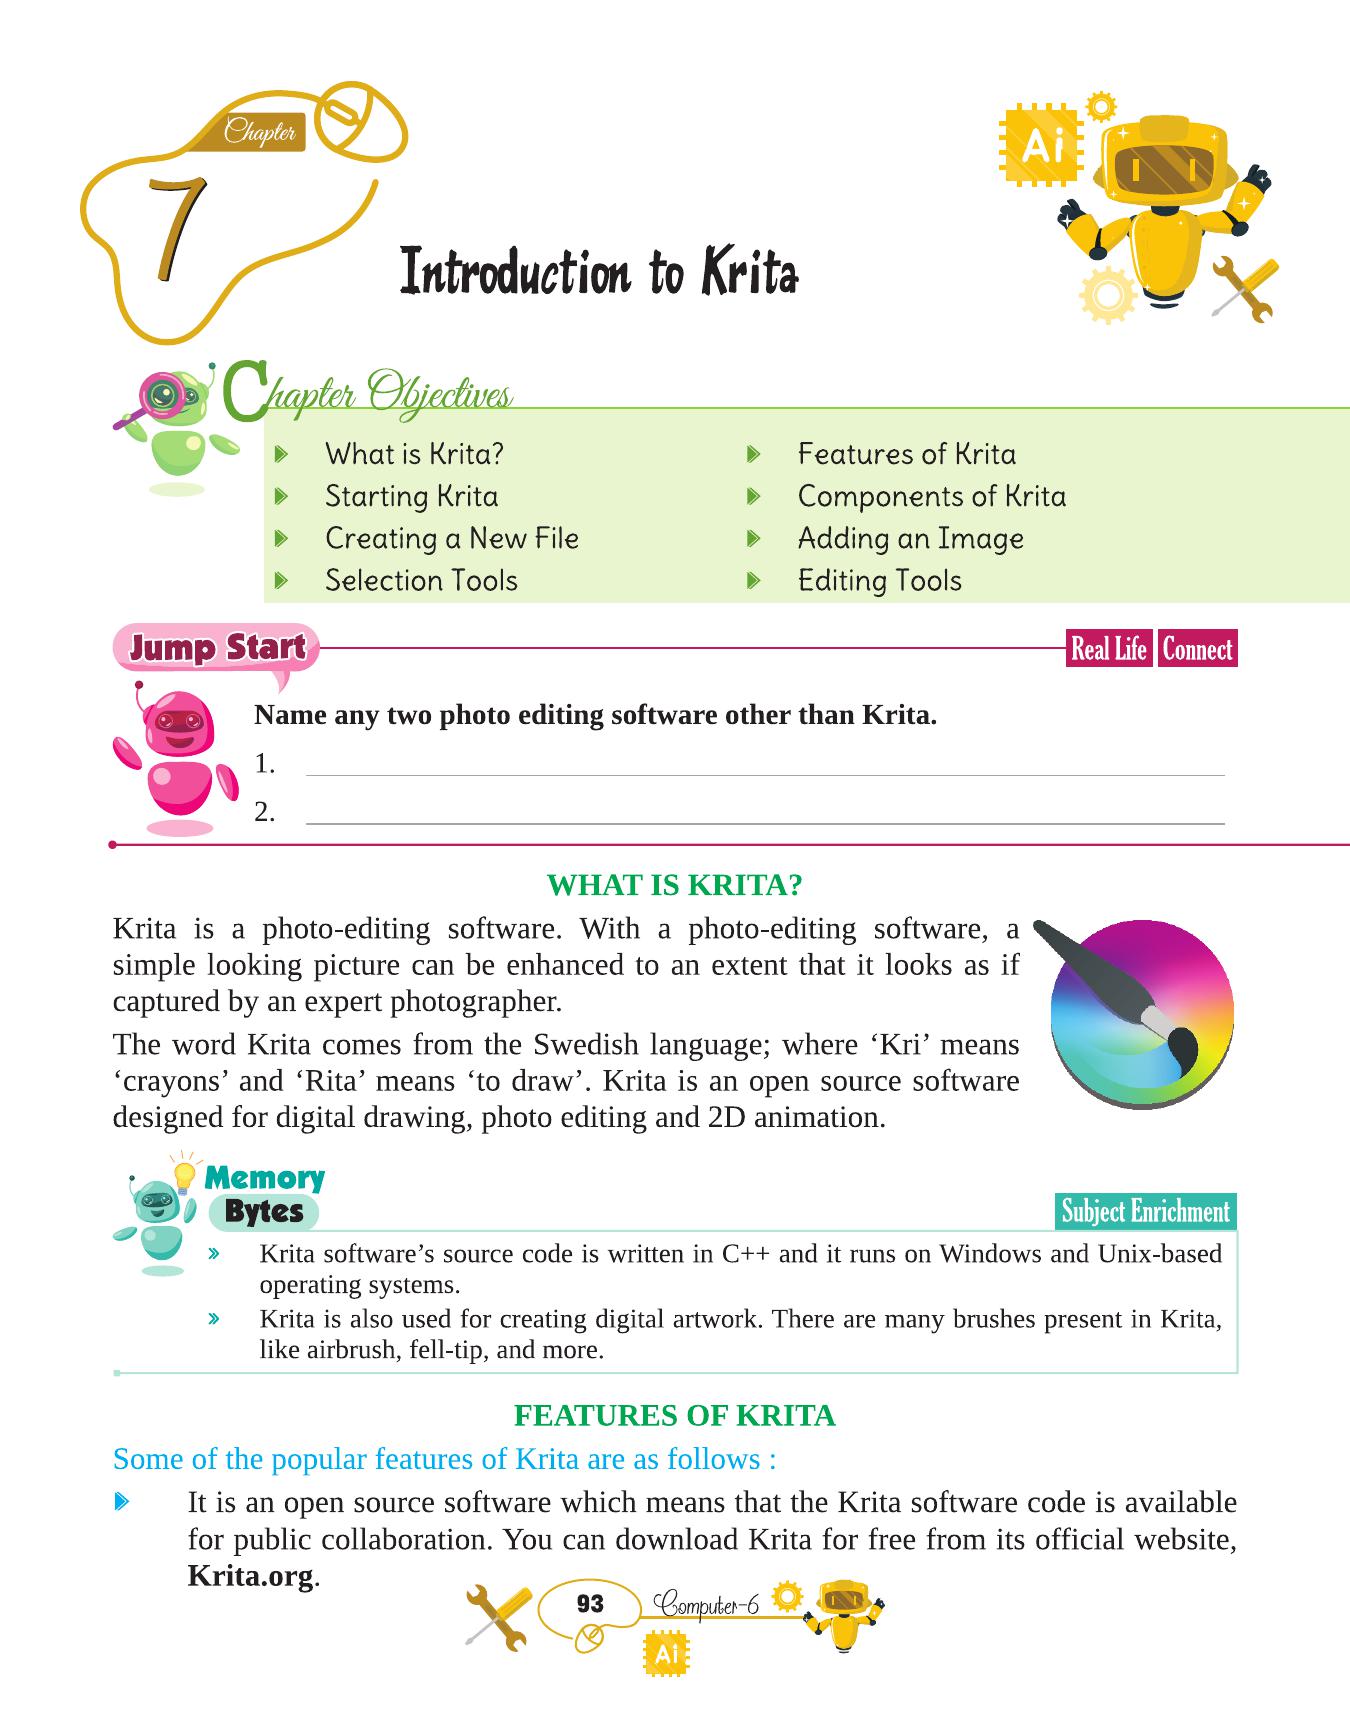 Chapter
7
Ai
Introduction to Krita
Chapter Objectives
What is Krita?
Features of Krita
Starting Krita
Components of Krita
Creating a New File
Adding an Image
Selection Tools
Editing Tools
Jump Start
Real Life Connect
Name any two photo editing software other than Krita.
1.
2.
WHAT IS KRITA?
Krita is a photo-editing software. With a photo-editing software, a
simple looking picture can be enhanced to an extent that it looks as if
captured by an expert photographer.
The word Krita comes from the Swedish language; where ‘Kri’ means
‘crayons’ and ‘Rita’ means ‘to draw’. Krita is an open source software
designed for digital drawing, photo editing and 2D animation.
Memory
Bytes
Subject Enrichment
Krita software’s source code is written in C++ and it runs on Windows and Unix-based
operating systems.
Krita is also used for creating digital artwork. There are many brushes present in Krita,
like airbrush, fell-tip, and more.
FEATURES OF KRITA
Some of the popular features of Krita are as follows :
It is an open source software which means that the Krita software code is available
for public collaboration. You can download Krita for free from its official website,
Krita.org.
93
Computer-6
Ai